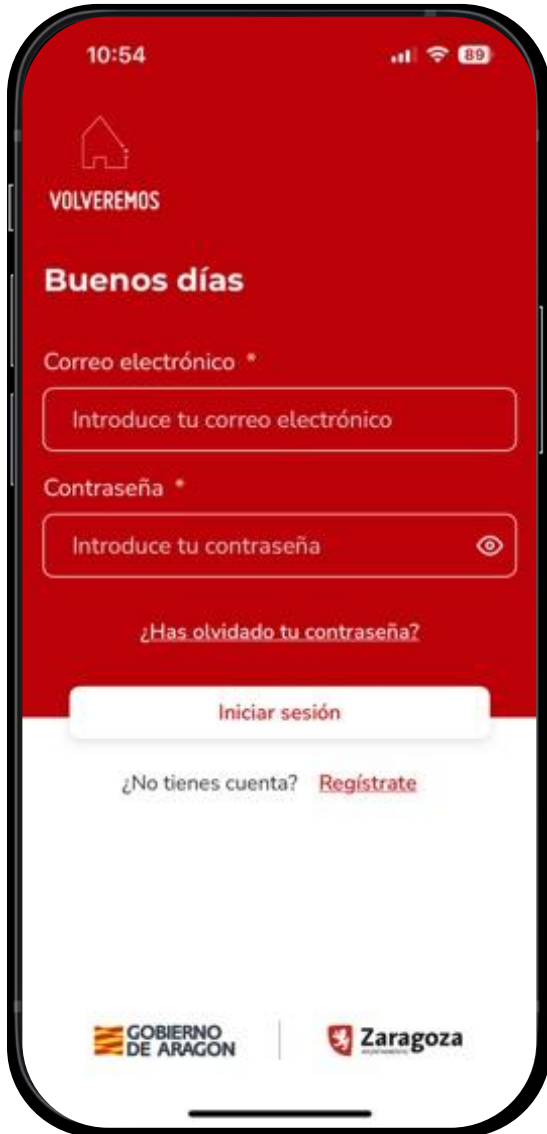 10:54
89
VOLVEREMOS
Buenos días
Correo electrónico *
Introduce tu correo electrónico
Contraseña *
Introduce tu contraseña
¿Has olvidado tu contraseña?
Iniciar sesión
¿No tienes cuenta? Regístrate
GOBIERNO
DE ARAGON
Zaragoza